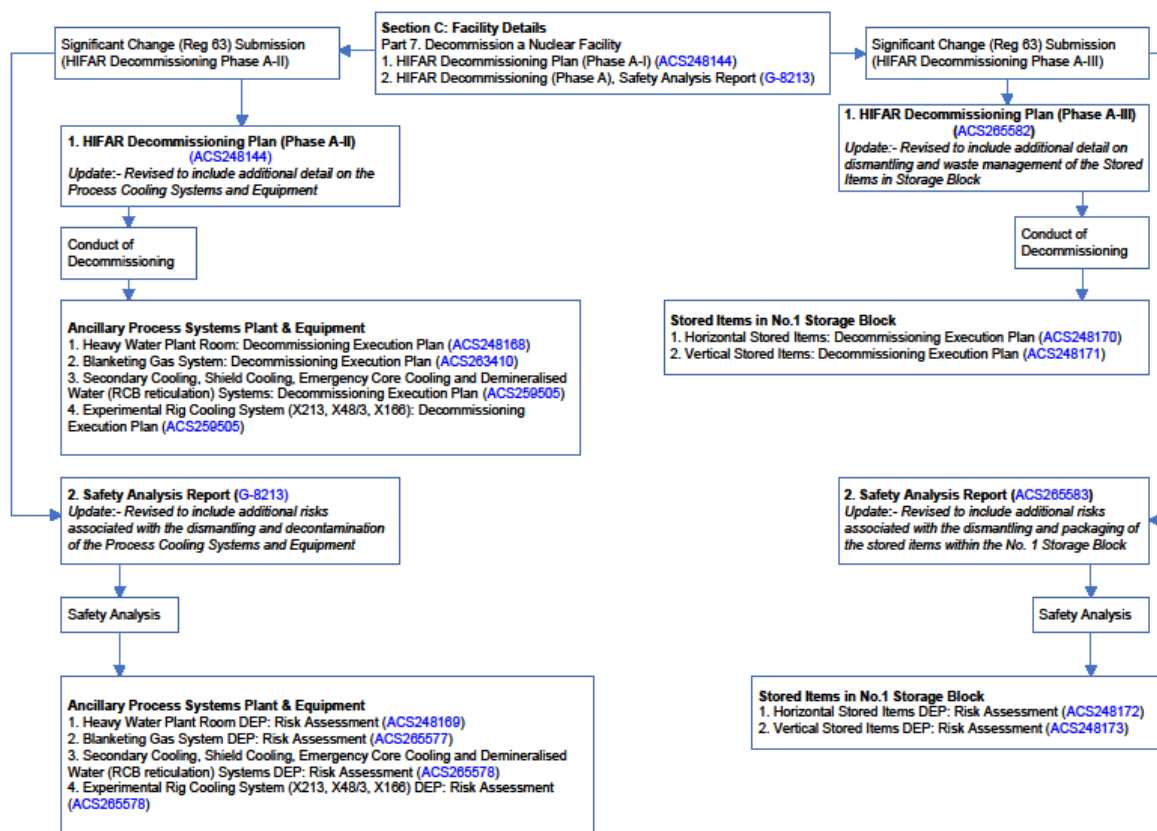 Section C: Facility Details
Part 7. Decommission a Nuclear Facility
1. HIFAR Decommissioning Plan (Phase A-I) (ACS248144)
2. HIFAR Decommissioning (Phase A), Safety Analysis Report (G-8213)
Significant Change (Reg 63) Submission
(HIFAR Decommissioning Phase A-II)
1. HIFAR Decommissioning Plan (Phase A-II)
(ACS248144)
Update:- Revised to include additional detail on the
Process Cooling Systems and Equipment
Conduct of
Decommissioning
Ancillary Process Systems Plant & Equipment
1. Heavy Water Plant Room: Decommissioning Execution Plan (ACS248168)
2. Blanketing Gas System: Decommissioning Execution Plan (ACS263410)
3. Secondary Cooling, Shield Cooling, Emergency Core Cooling and Demineralised
Water (RCB reticulation) Systems: Decommissioning Execution Plan (ACS259505)
4. Experimental Rig Cooling System (X213, X48/3, X166): Decommissioning
Execution Plan (ACS259505)
2. Safety Analysis Report (G-8213)
Update:- Revised to include additional risks
associated with the dismantling and decontamination
of the Process Cooling Systems and Equipment
Safety Analysis
Ancillary Process Systems Plant & Equipment
1. Heavy Water Plant Room DEP: Risk Assessment (ACS248169)
2. Blanketing Gas System DEP: Risk Assessment (ACS265577)
3. Secondary Cooling, Shield Cooling, Emergency Core Cooling and Demineralised
Water (RCB reticulation) Systems DEP: Risk Assessment (ACS265578)
4. Experimental Rig Cooling System (X213, X48/3, X166) DEP: Risk Assessment
(ACS265578)
Significant Change (Reg 63) Submission
(HIFAR Decommissioning Phase A-III)
1. HIFAR Decommissioning Plan (Phase A-III)
(ACS265582)
Update:- Revised to include additional detail on
dismantling and waste management of the Stored
Items in Storage Block
Conduct of
Decommissioning
Stored Items in No.1 Storage Block
1. Horizontal Stored Items: Decommissioning Execution Plan (ACS248170)
2. Vertical Stored Items: Decommissioning Execution Plan (ACS248171)
2. Safety Analysis Report (ACS265583)
Update:- Revised to include additional risks
associated with the dismantling and packaging of
the stored items within the No. 1 Storage Block
Safety Analysis
Stored Items in No.1 Storage Block
1. Horizontal Stored Items DEP: Risk Assessment (ACS248172)
2. Vertical Stored Items DEP: Risk Assessment (ACS248173)